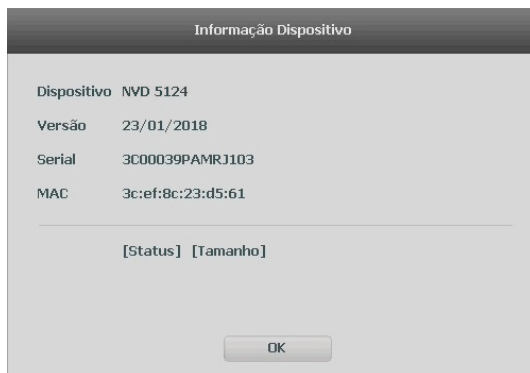 Informação Dispositivo
Dispositivo NVD 5124
Versão 23/01/2018
Serial 3C00039PAMRJ103
MAC 3c:ef:8c:23:d5:61
[Status] [Tamanho]
OK